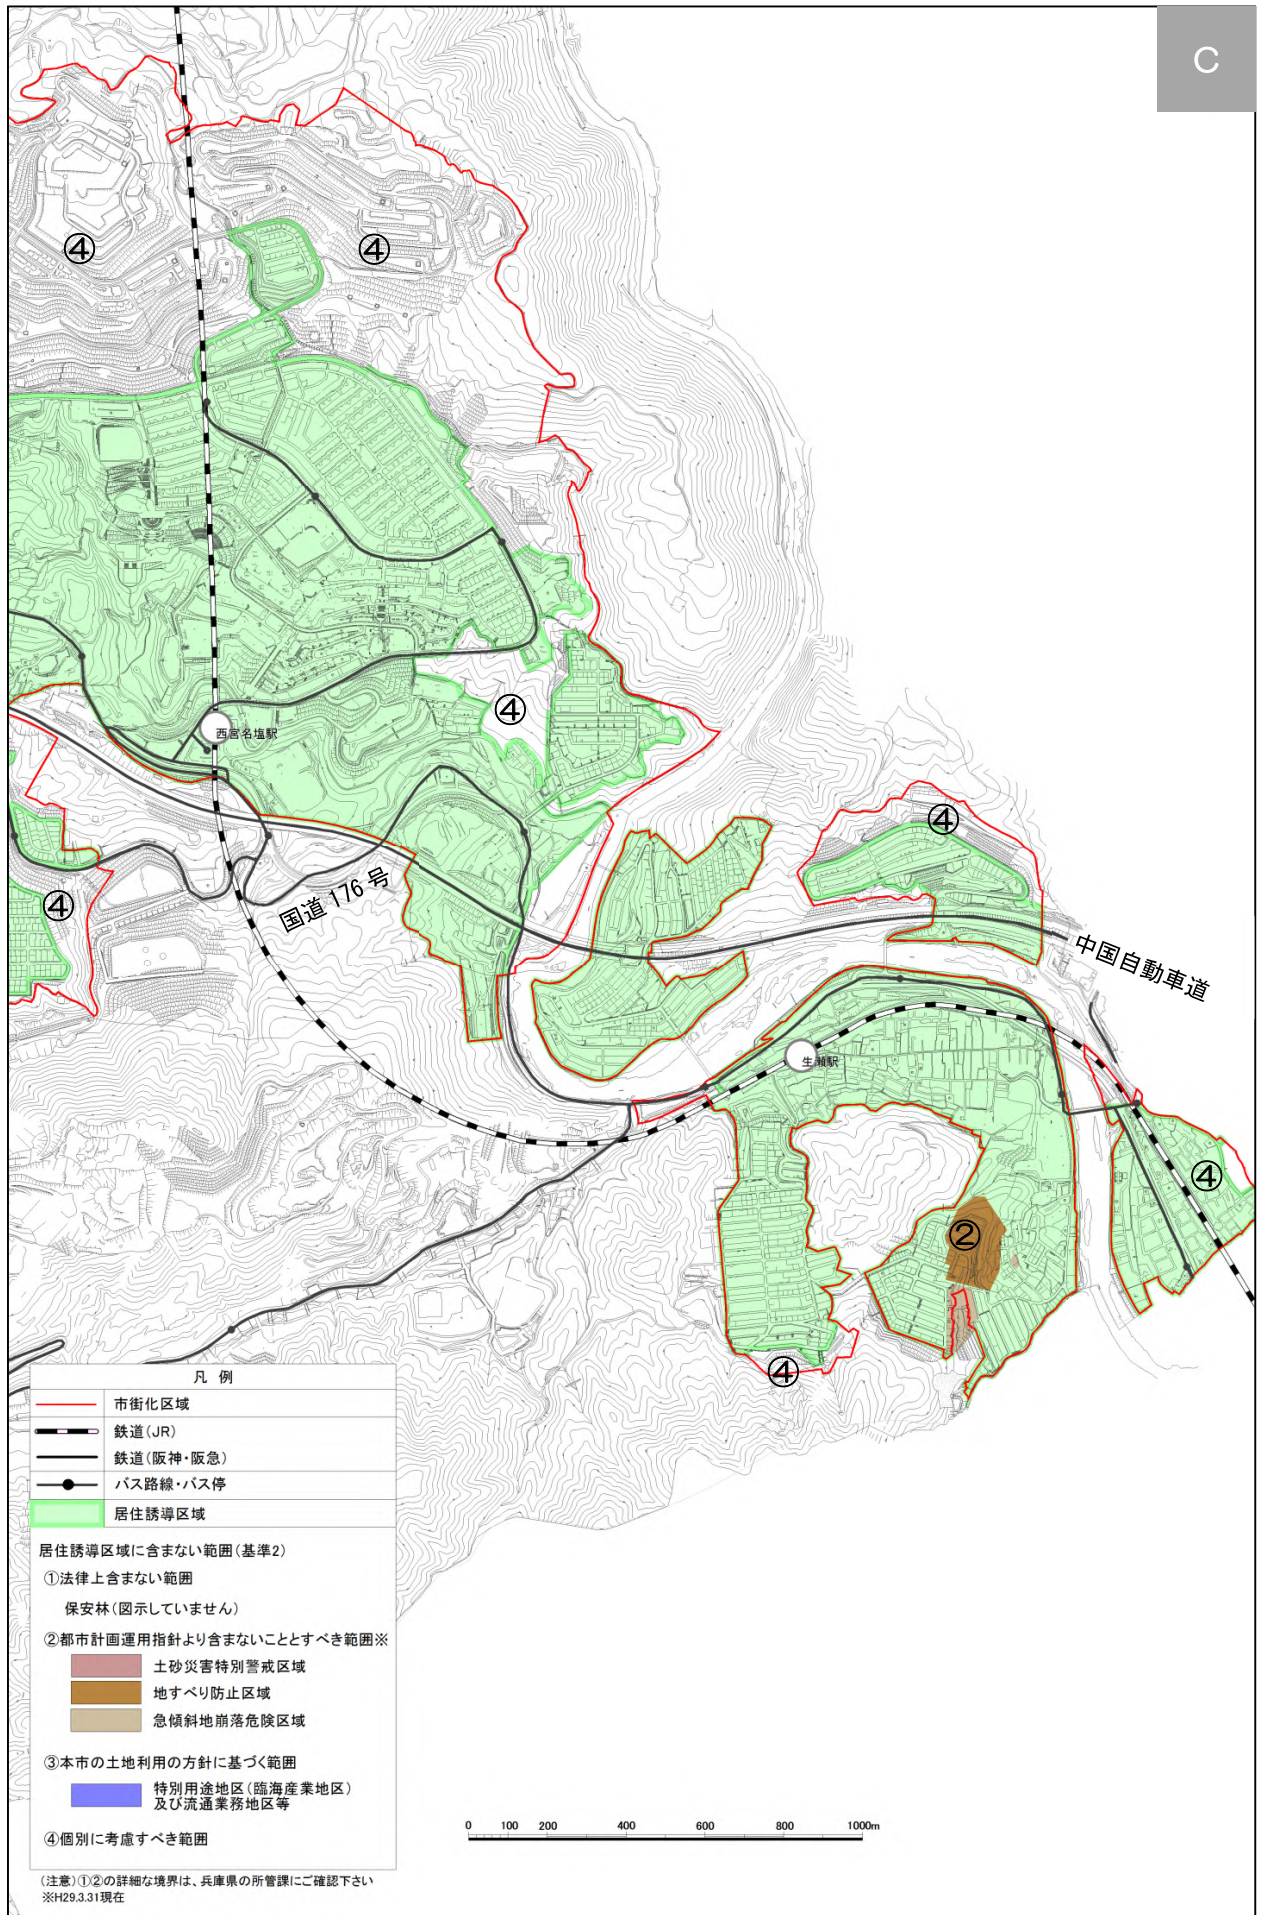 C
④
④
④
西宮名塩駅
④
④
国道 176 号
中国自動車道
生瀬駅
④
②
④
凡 例
市街化区域
鉄道(JR)
鉄道(阪神・阪急)
バス路線・バス停
居住誘導区域
居住誘導区域に含まない範囲(基準2)
①法律上含まない範囲
保安林(図示していません)
②都市計画運用指針より含まないこととすべき範囲※
土砂災害特別警戒区域
地すべり防止区域
急傾斜地崩落危険区域
③本市の土地利用の方針に基づく範囲
特別用途地区(臨海産業地区)
及び流通業務地区等
④個別に考慮すべき範囲
(注意)①②の詳細な境界は、兵庫県の所管課にご確認下さい
※H29.3.31現在
④
0 100 200 400 600 800 1000m